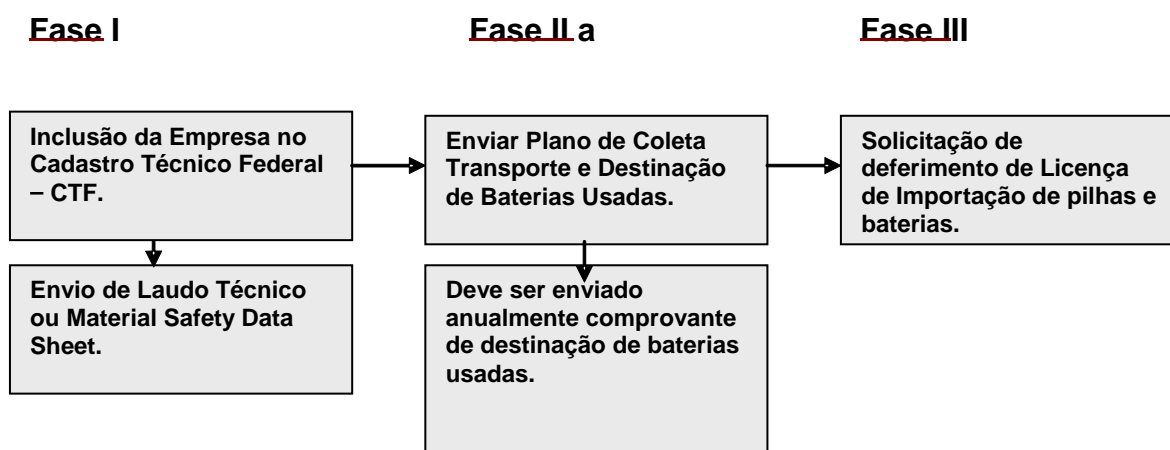 Fase I
Inclusão da Empresa no
Cadastro Técnico Federal
– CTF.
Envio de Laudo Técnico
ou Material Safety Data
Sheet.
Fase II a
Enviar Plano de Coleta
Transporte e Destinação
de Baterias Usadas.
Deve ser enviado
anualmente comprovante
de destinação de baterias
usadas.
Fase III
Solicitação de
deferimento de Licença
de Importação de pilhas e
baterias.